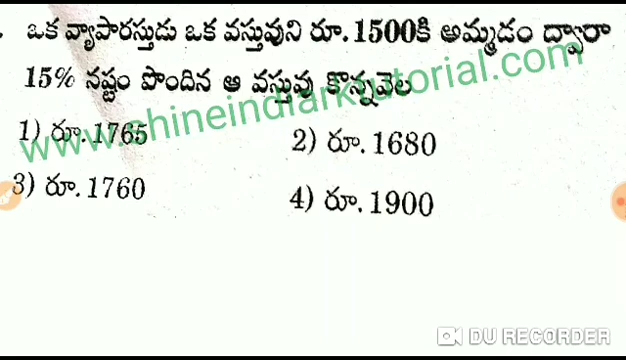 . ఒక వ్యాపారస్తుడు ఒక వస్తువుని రూ.1500కి అమ్మడం ద్వారా
15% నష్టం పొందిన ఆ వస్తువు కొన్నవెల
1) రూ.1765
2) రూ.1680
3) రూ.1760
4) రూ.1900
www.shineindiarktutorial.com
DU RECORDER